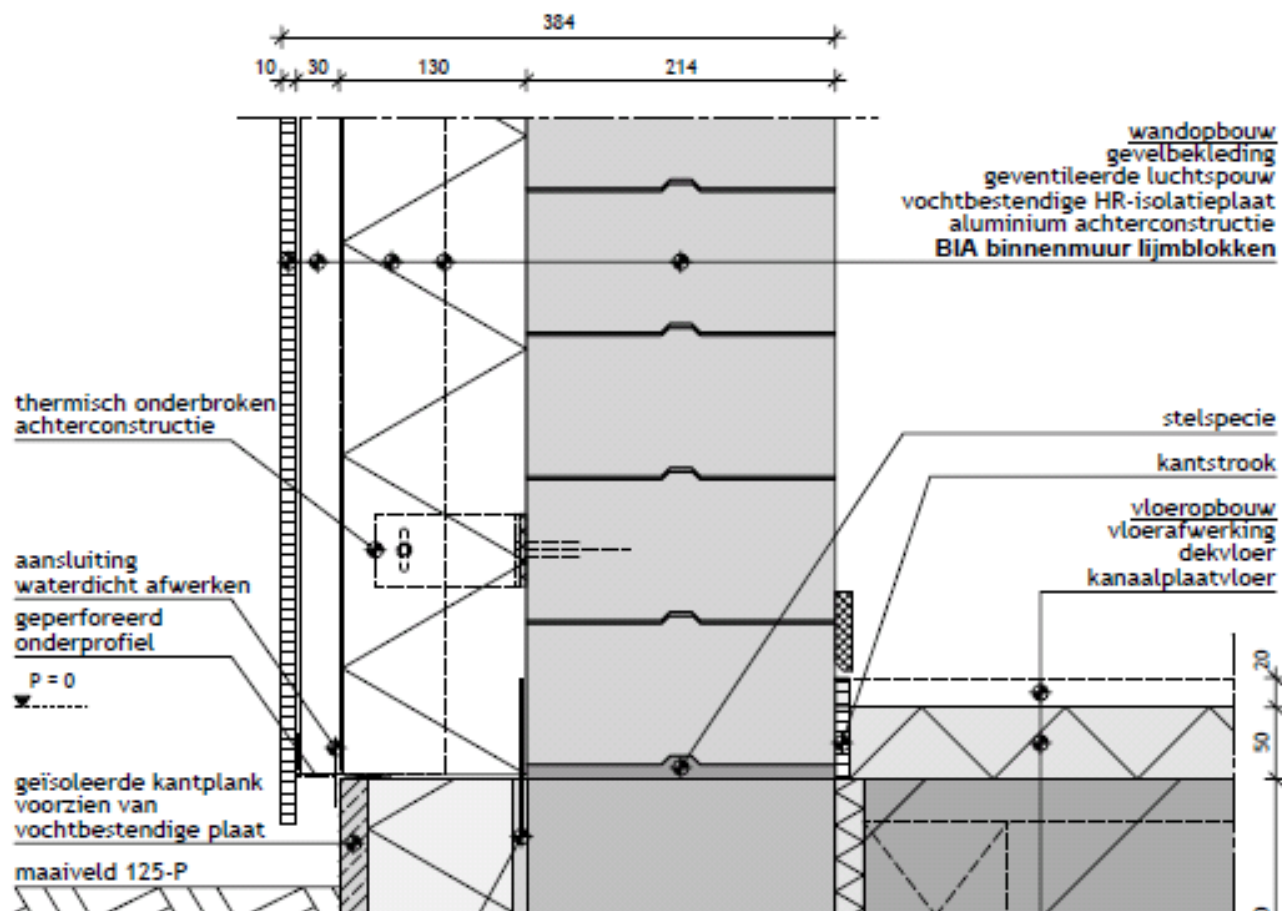 384
10 30 130 214
wandopbouw
gevelbekleding
geventileerde luchtspouw
vochtbestendige HR-isolatieplaat
aluminium achterconstructie
BIA binnenmuur lijmblokken
thermisch onderbroken
achterconstructie
stelspecie
kantstrook
vloeropbouw
vloerafwerking
dekvloer
kanaalplaatvloer
aansluiting
waterdicht afwerken
geperforeerd
onderprofiel
P = 0
20
50
geïsoleerde kantplank
voorzien van
vochtbestendige plaat
maaiveld 125-P